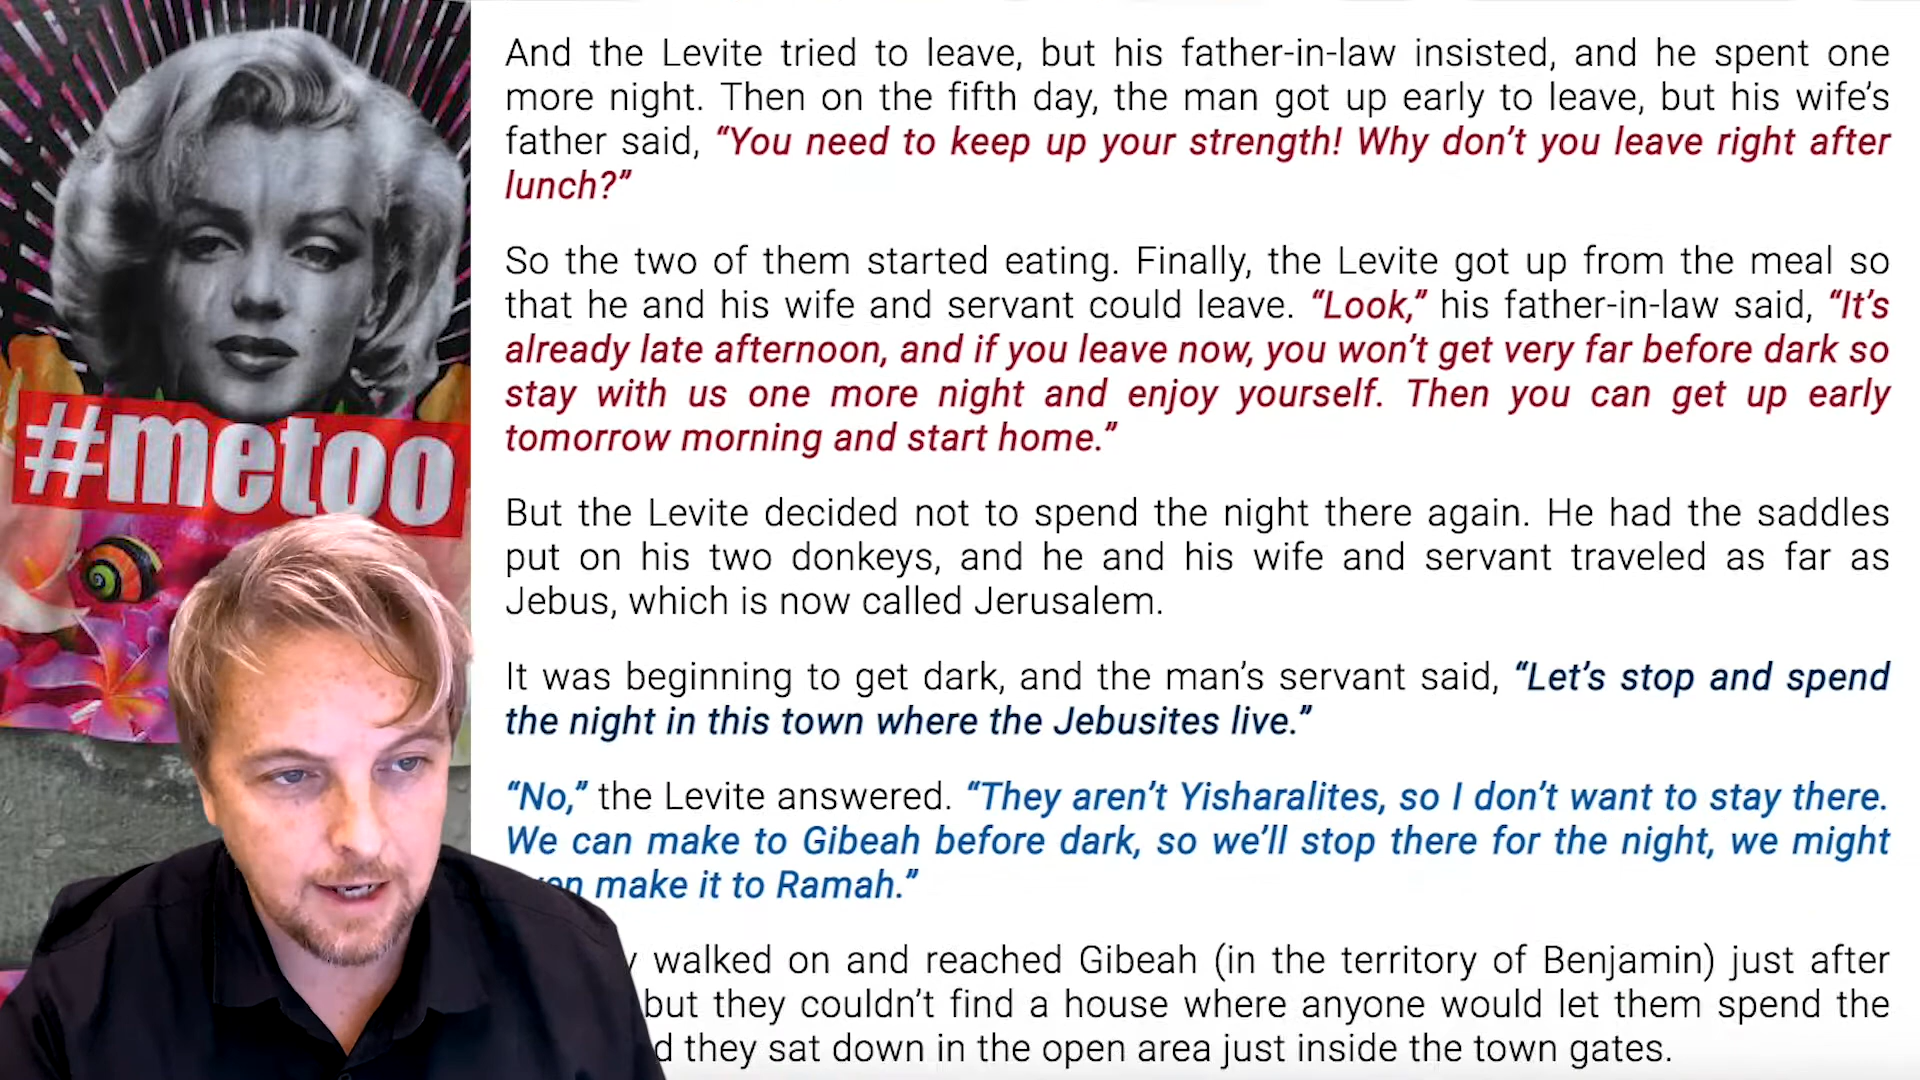 And the Levite tried to leave, but his father-in-law insisted, and he spent one
more night. Then on the fifth day, the man got up early to leave, but his wife’s
father said, “You need to keep up your strength! Why don’t you leave right after
lunch?”
So the two of them started eating. Finally, the Levite got up from the meal so
that he and his wife and servant could leave. “Look,” his father-in-law said, “It’s
already late afternoon, and if you leave now, you won’t get very far before dark so
stay with us one more night and enjoy yourself. Then you can get up early
tomorrow morning and start home.”
But the Levite decided not to spend the night there again. He had the saddles
put on his two donkeys, and he and his wife and servant traveled as far as
Jebus, which is now called Jerusalem.
It was beginning to get dark, and the man’s servant said, “Let’s stop and spend
the night in this town where the Jebusites live.”
“No,” the Levite answered. “They aren’t Yisharalites, so I don’t want to stay there.
We can make to Gibeah before dark, so we’ll stop there for the night, we might
make it to Ramah.”
walked on and reached Gibeah (in the territory of Benjamin) just after
but they couldn’t find a house where anyone would let them spend the
they sat down in the open area just inside the town gates.
#metoo